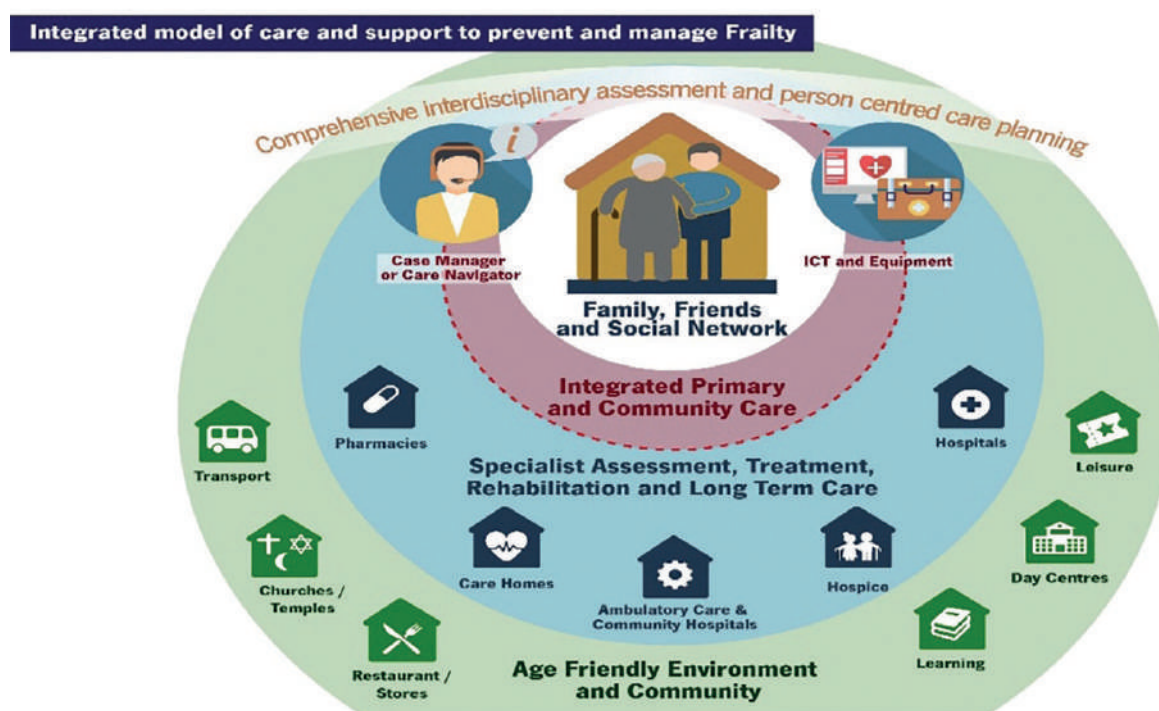 Integrated model of care and support to prevent and manage Frailty
Comprehensive interdisciplinary assessment and person centred care planning
i
Case Manager
or Care Navigator
ICT and Equipment
Family, Friends
and Social Network
Integrated Primary
and Community Care
Pharmacies
Hospitals
Transport
Leisure
Specialist Assessment, Treatment,
Rehabilitation and Long Term Care
Care Homes
Hospice
Day Centres
Churches /
Temples
Ambulatory Care &
Community Hospitals
Learning
Restaurant /
Stores
Age Friendly Environment
and Community